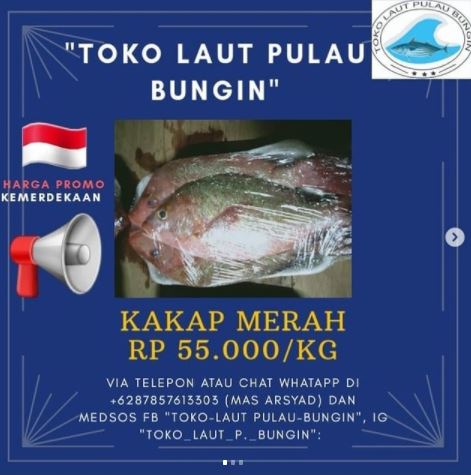 "TOKO LAUT PULAU
BUNGIN"
TOKO LAUT PULAU BUNGIN
HARGA PROMO
KEMERDEKAAN
KAKAP MERAH
RP 55.000/KG
VIA TELEPON ATAU CHAT WHATAPP DI
+6287857613303 (MAS ARSYAD) DAN
MEDSOS FB "TOKO-LAUT PULAU-BUNGIN", IG
"TOKO_LAUT_P._BUNGIN":